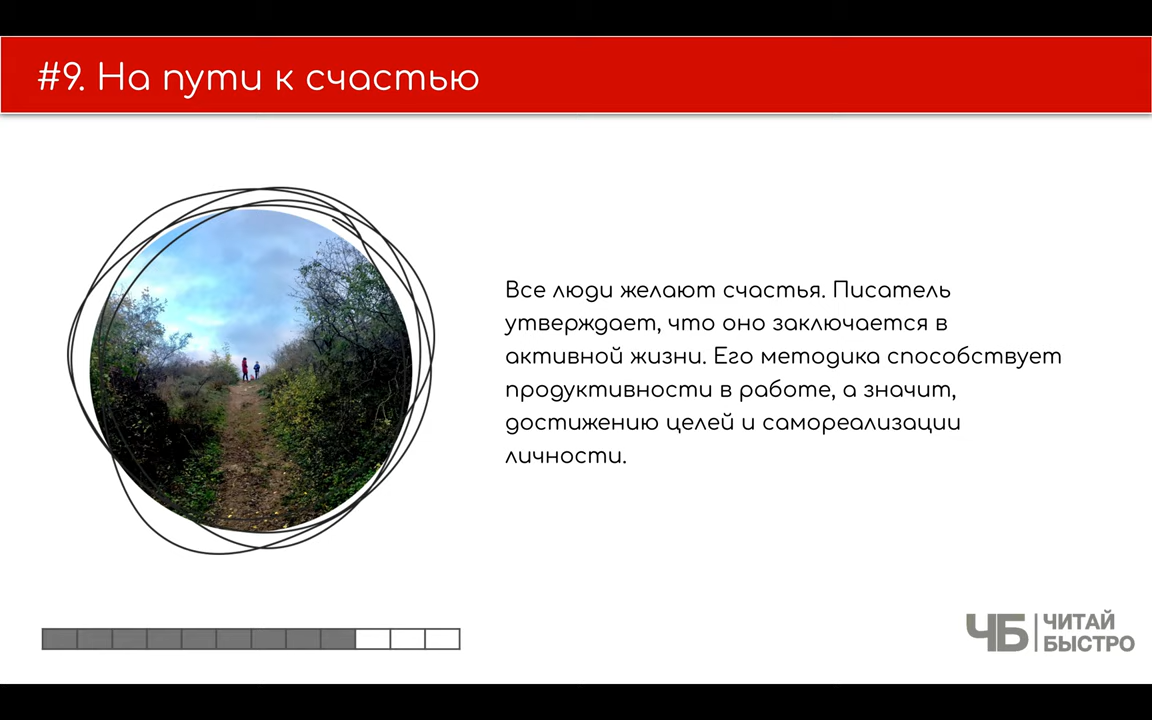 #9. На пути к счастью
Все люди желают счастья. Писатель
утверждает, что оно заключается в
активной жизни. Его методика способствует
продуктивности в работе, а значит,
достижению целей и самореализации
личности.
ЧБ
ЧИТАЙ
БЫСТРО